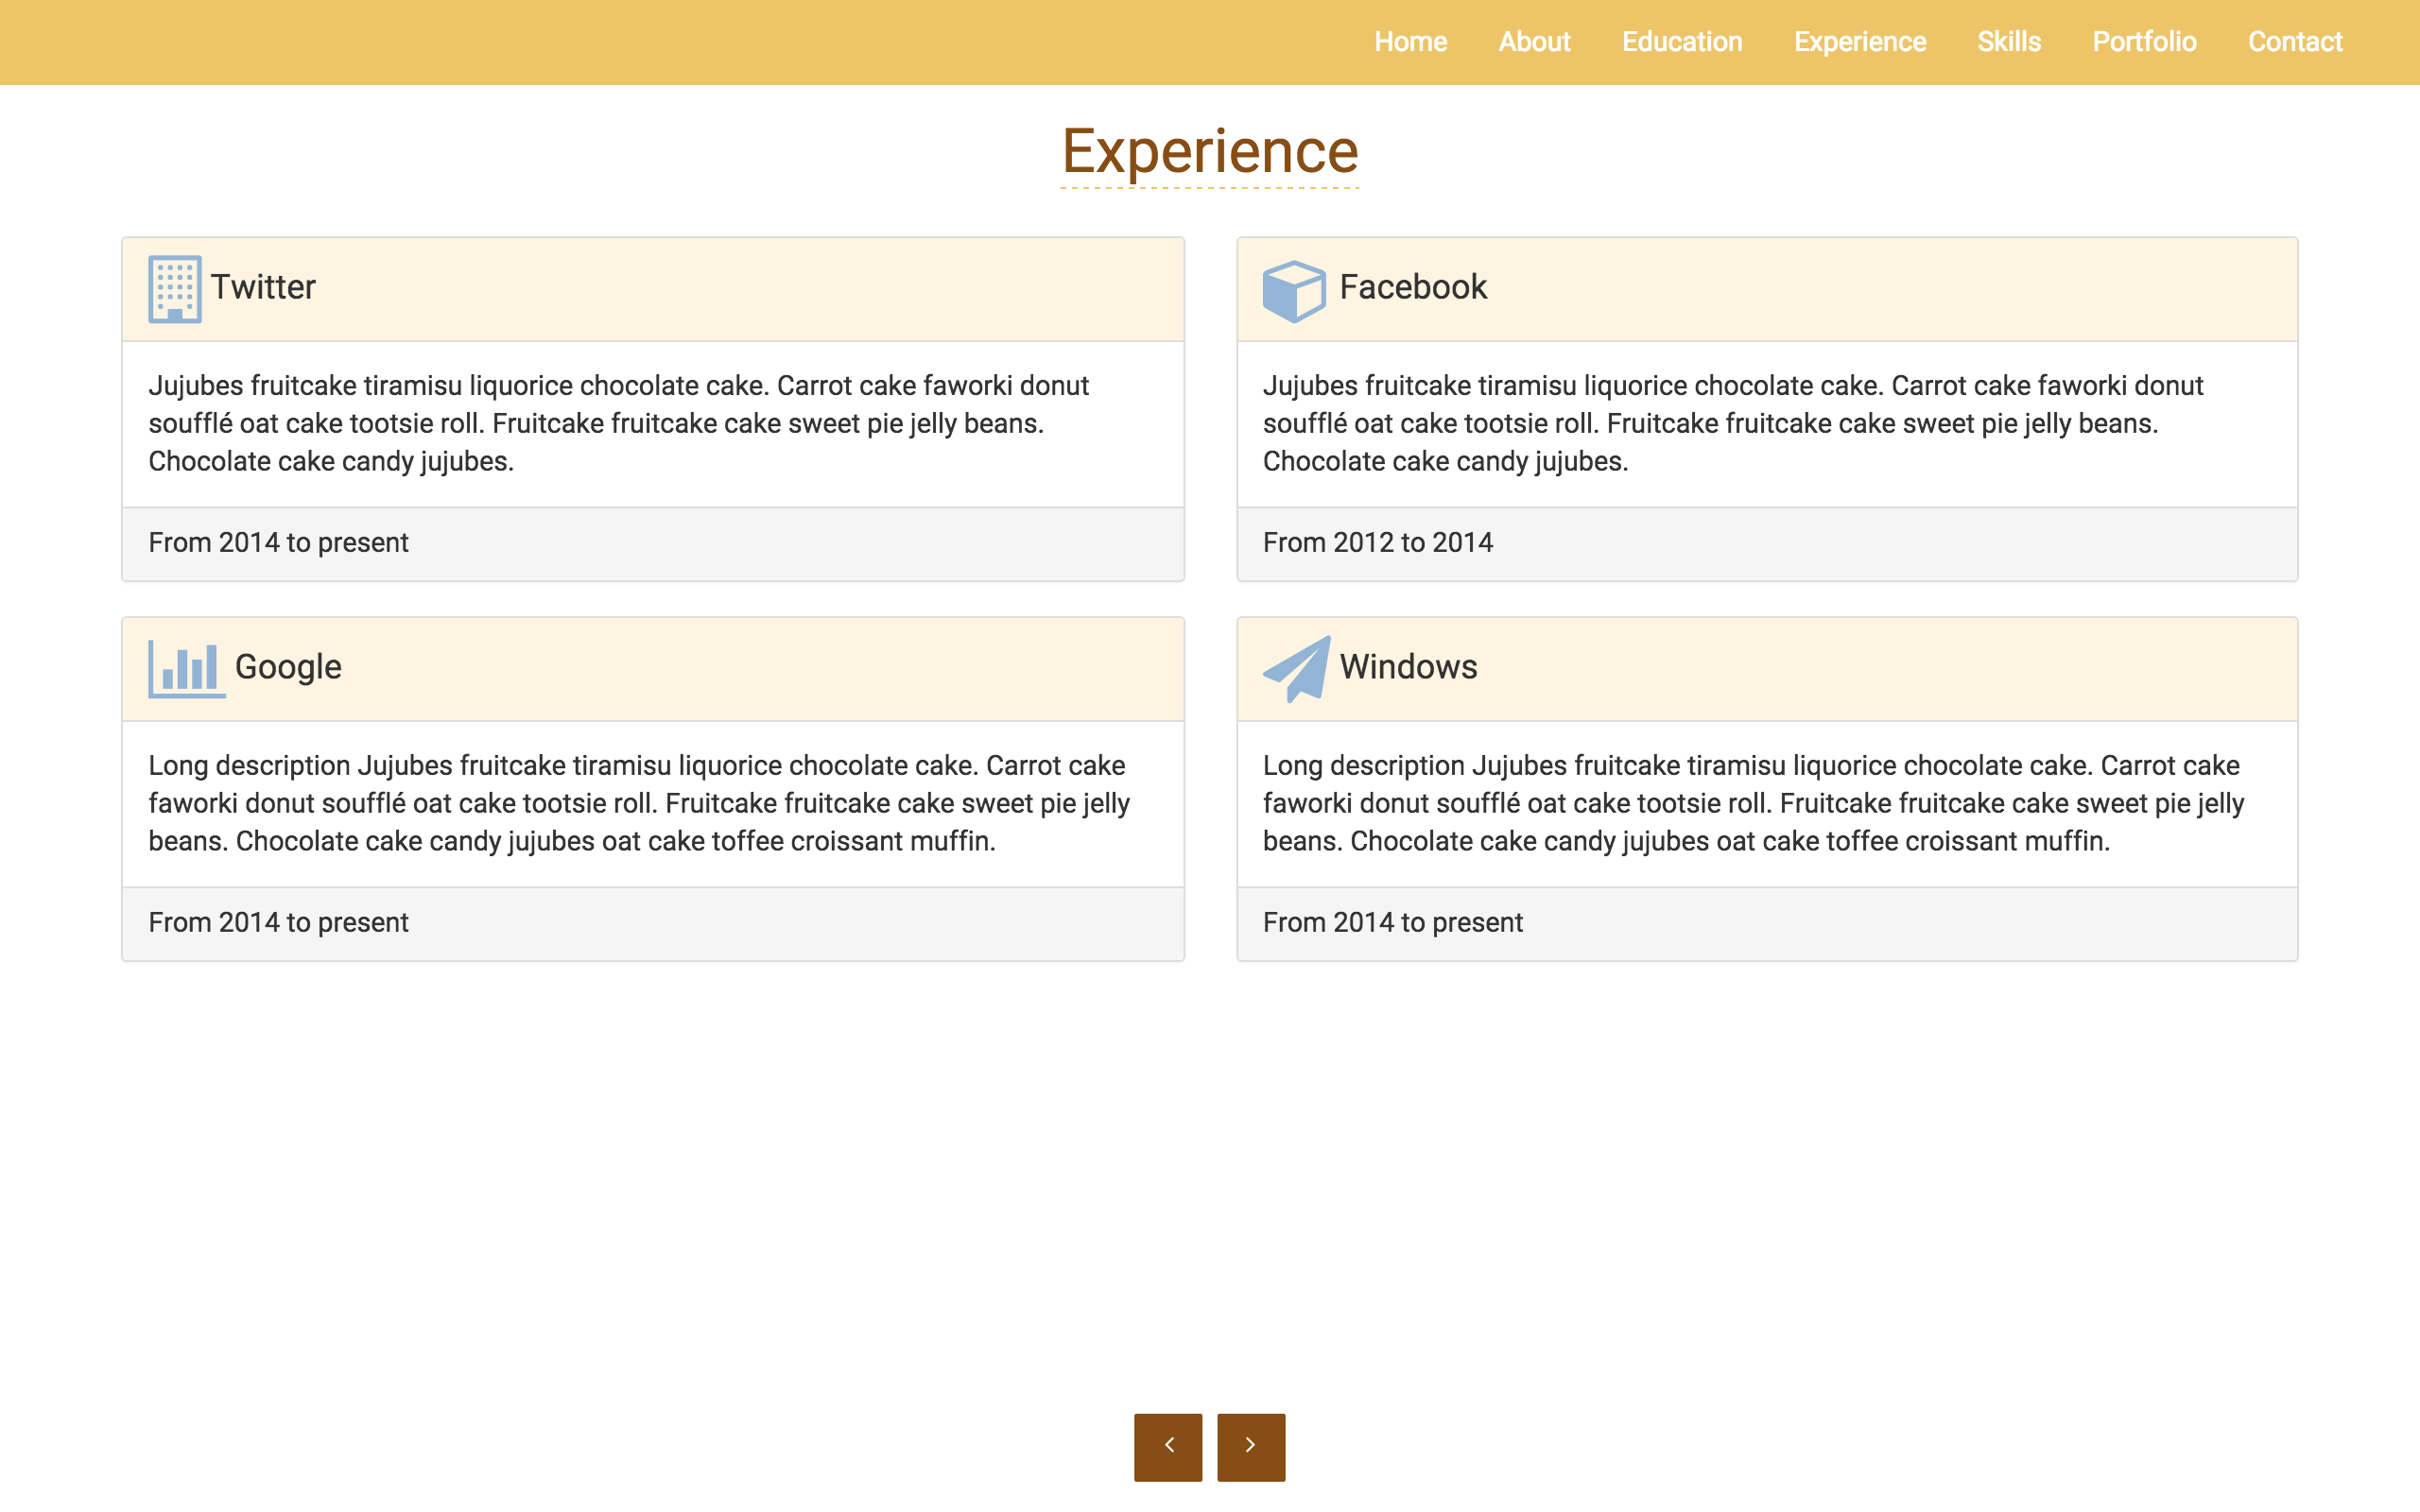 Home About Education Experience Skills Portfolio Contact
Experience
Twitter
Jujubes fruitcake tiramisu liquorice chocolate cake. Carrot cake faworki donut
soufflé oat cake tootsie roll. Fruitcake fruitcake cake sweet pie jelly beans.
Chocolate cake candy jujubes.
From 2014 to present
Facebook
Jujubes fruitcake tiramisu liquorice chocolate cake. Carrot cake faworki donut
soufflé oat cake tootsie roll. Fruitcake fruitcake cake sweet pie jelly beans.
Chocolate cake candy jujubes.
From 2012 to 2014
Google
Long description Jujubes fruitcake tiramisu liquorice chocolate cake. Carrot cake
faworki donut soufflé oat cake tootsie roll. Fruitcake fruitcake cake sweet pie jelly
beans. Chocolate cake candy jujubes oat cake toffee croissant muffin.
From 2014 to present
Windows
Long description Jujubes fruitcake tiramisu liquorice chocolate cake. Carrot cake
faworki donut soufflé oat cake tootsie roll. Fruitcake fruitcake cake sweet pie jelly
beans. Chocolate cake candy jujubes oat cake toffee croissant muffin.
From 2014 to present